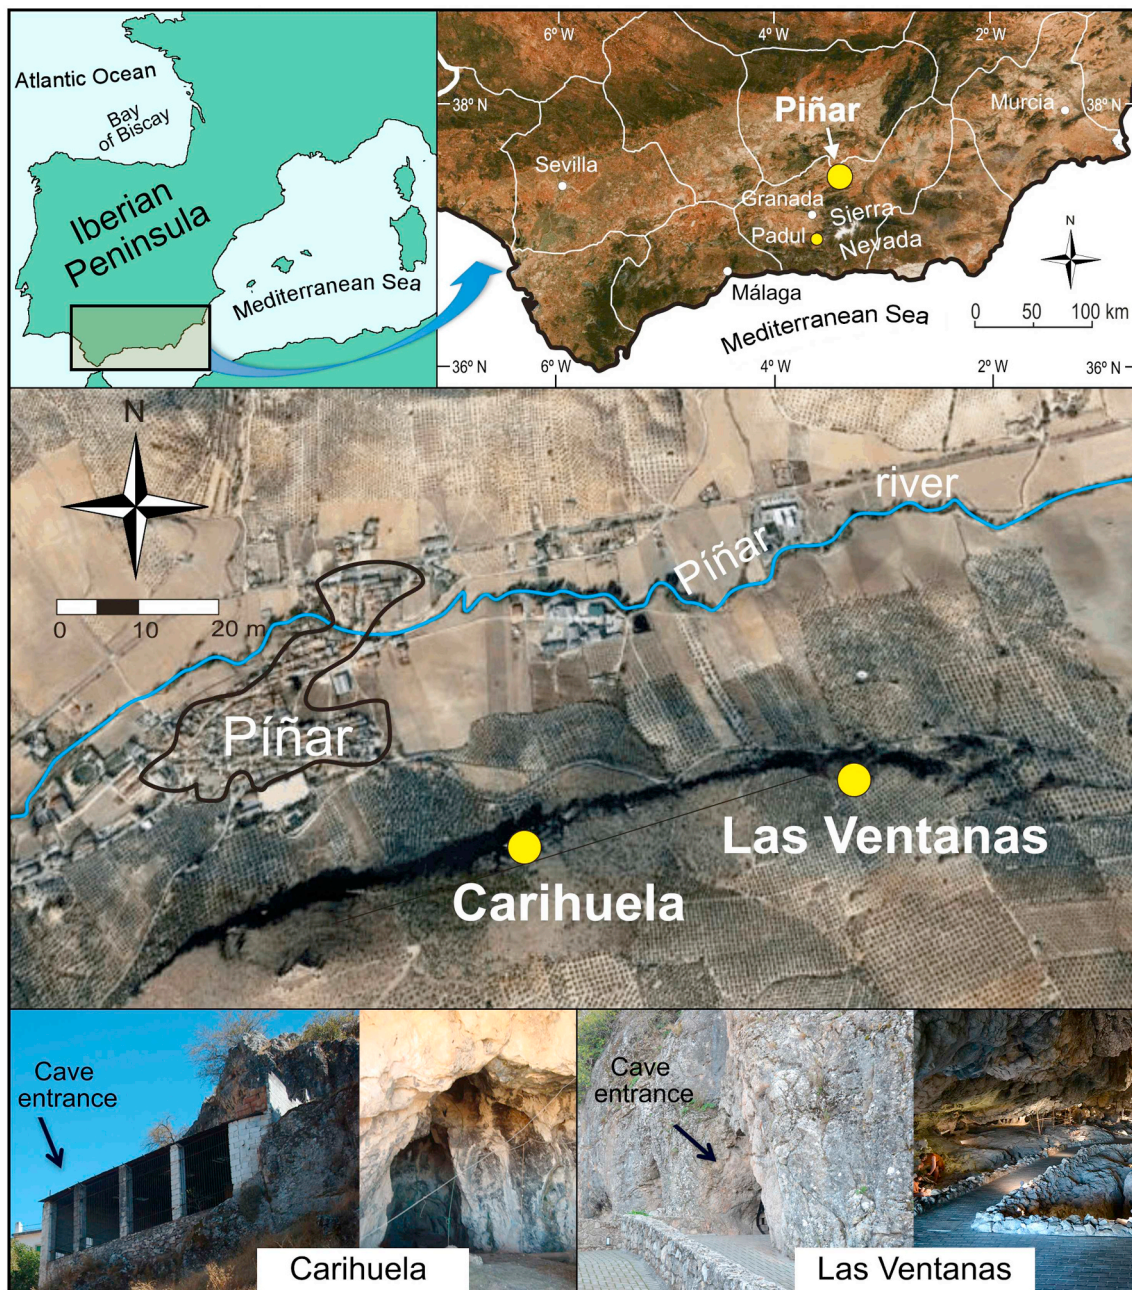 Atlantic Ocean
Bay
of Biscay
Iberian
Peninsula
Mediterranean Sea
6º W
4º W
2º W
38º N
38º N
Piñar
Murcia
Sevilla
Granada
Sierra
Padul
Nevada
Málaga
Mediterranean Sea
N
0 50 100 km
36º N
6º W
4º W
2º W
36º N
N
river
Píñar
0 10 20 m
Píñar
Las Ventanas
Carihuela
Cave
entrance
Carihuela
Cave
entrance
Las Ventanas